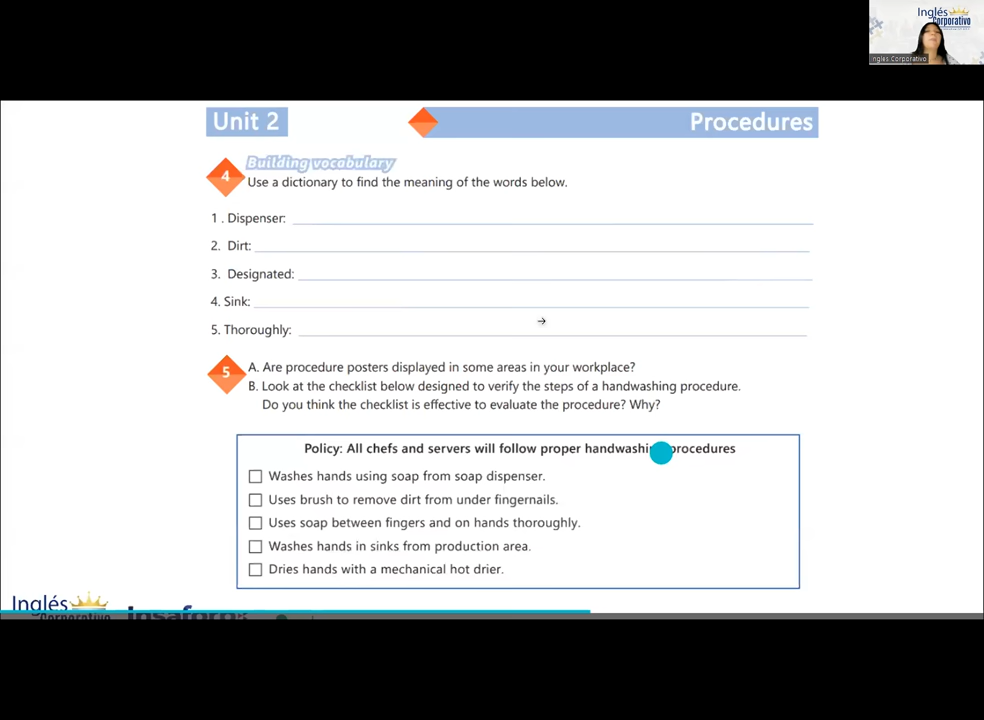 Inglés
Corporativo
Ingles Corporativo
Unit 2
Procedures
4
Building vocabulary
Use a dictionary to find the meaning of the words below.
1 . Dispenser:
2. Dirt:
3. Designated:
4. Sink:
5. Thoroughly:
5
A. Are procedure posters displayed in some areas in your workplace?
B. Look at the checklist below designed to verify the steps of a handwashing procedure.
Do you think the checklist is effective to evaluate the procedure? Why?
Policy: All chefs and servers will follow proper handwashing procedures
Washes hands using soap from soap dispenser.
Uses brush to remove dirt from under fingernails.
Uses soap between fingers and on hands thoroughly.
Washes hands in sinks from production area.
Dries hands with a mechanical hot drier.
Inglés
Corporativo